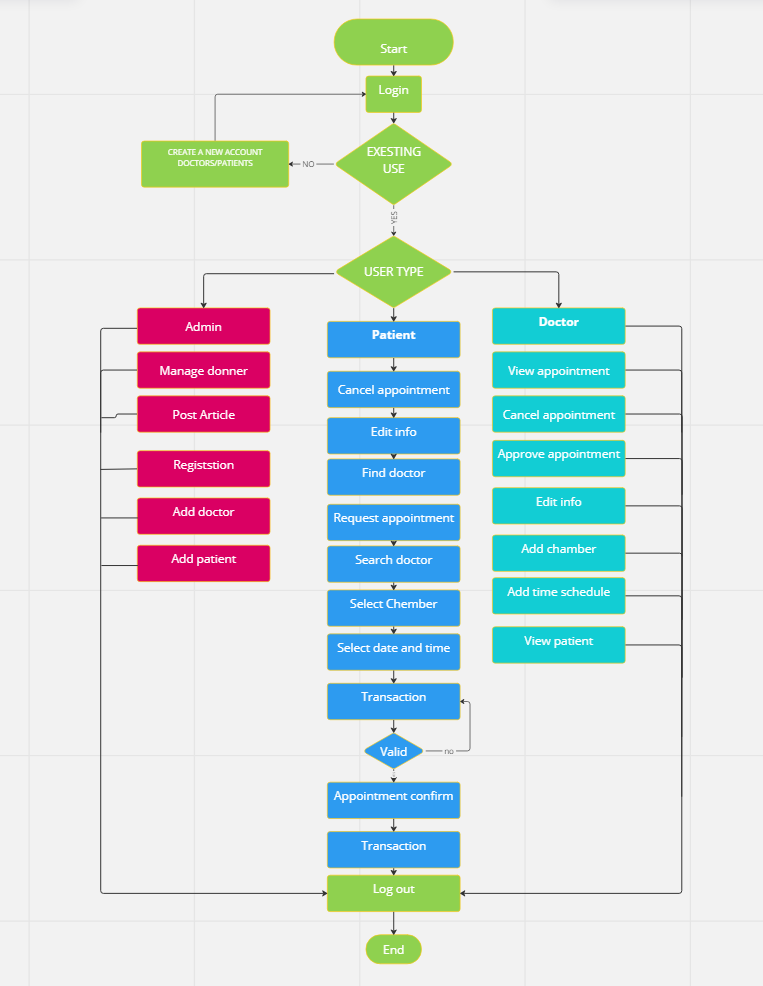 Start
Login
CREATE A NEW ACCOUNT
DOCTORS/PATIENTS
NO
EXESTING
USE
YES
USER TYPE
Admin
Manage donner
Post Article
Registstion
Add doctor
Add patient
Patient
Cancel appointment
Edit info
Find doctor
Request appointment
Search doctor
Select Chember
Select date and time
Transaction
Valid
no
Appointment confirm
Transaction
Doctor
View appointment
Cancel appointment
Approve appointment
Edit info
Add chamber
Add time schedule
View patient
Log out
End